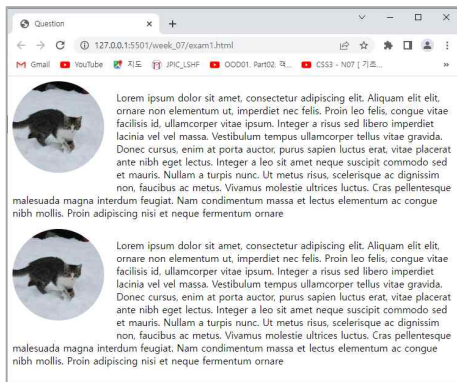 Question
127.0.0.1:5501/week_07/exam1.html
Gmail YouTube 지도 JPIC_LSHF OOD01. Part02. 객... CSS3 - N07 [ 기초...
Lorem ipsum dolor sit amet, consectetur adipiscing elit. Aliquam elit elit,
ornare non elementum ut, imperdiet nec felis. Proin leo felis, congue vitae
facilisis id, ullamcorper vitae ipsum. Integer a risus sed libero imperdiet
lacinia vel vel massa. Vestibulum tempus ullamcorper tellus vitae gravida.
Donec cursus, enim at porta auctor, purus sapien luctus erat, vitae placerat
ante nibh eget lectus. Integer a leo sit amet neque suscipit commodo sed
et mauris. Nullam a turpis nunc. Ut metus risus, scelerisque ac dignissim
non, faucibus ac metus. Vivamus molestie ultrices luctus. Cras pellentesque
malesuada magna interdum feugiat. Nam condimentum massa et lectus ullamcorper ac congue
nibh mollis. Proin adipiscing nisi et neque fermentum ornare
Lorem ipsum dolor sit amet, consectetur adipiscing elit. Aliquam elit elit,
ornare non elementum ut, imperdiet nec felis. Proin leo felis, congue vitae
facilisis id, ullamcorper vitae ipsum. Integer a risus sed libero imperdiet
lacinia vel vel massa. Vestibulum tempus ullamcorper tellus vitae gravida.
Donec cursus, enim at porta auctor, purus sapien luctus erat, vitae placerat
ante nibh eget lectus. Integer a leo sit amet neque suscipit commodo sed
et mauris. Nullam a turpis nunc. Ut metus risus, scelerisque ac dignissim
non, faucibus ac metus. Vivamus molestie ultrices luctus. Cras pellentesque
malesuada magna interdum feugiat. Nam condimentum massa et lectus ullamcorper ac congue
nibh mollis. Proin adipiscing nisi et neque fermentum ornare